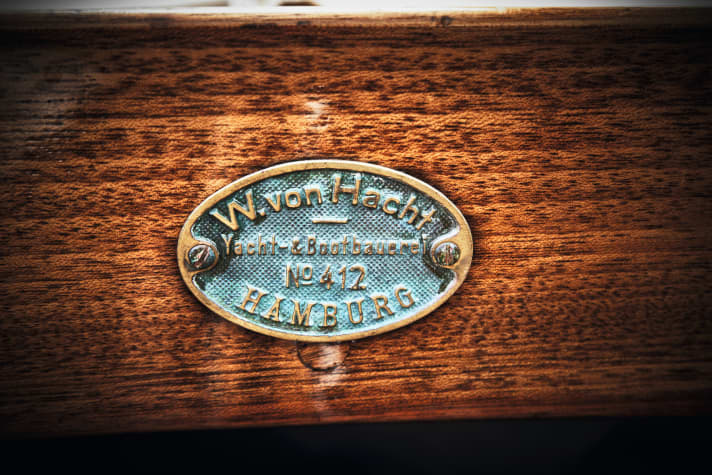 W. von Hacht
Yacht-&Bootbauerei
No 412
HAMBURG